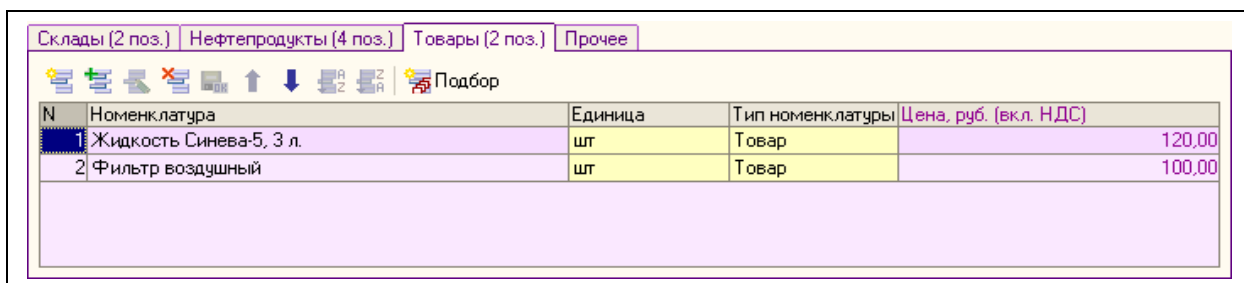 Склады (2 поз.) Нефтепродукты (4 поз.) Товары (2 поз.) Прочее
Подбор
N Номенклатура Единица Тип номенклатуры Цена, руб. (вкл. НДС)
1 Жидкость Синева-5, 3 л. шт Товар 120,00
2 Фильтр воздушный шт Товар 100,00